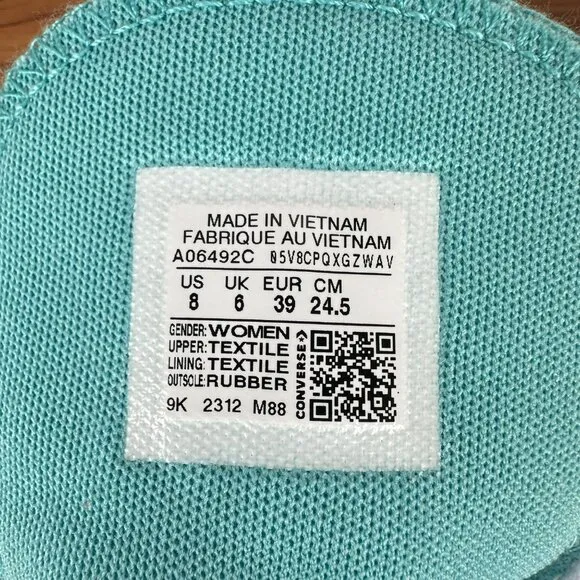 MADE IN VIETNAM
FABRIQUE AU VIETNAM
A06492C 05V8CPQXGZWAV
US UK EUR CM
8 6 39 24.5
GENDER: WOMEN
UPPER: TEXTILE
LINING: TEXTILE
OUTSOLE: RUBBER
CONVERSE
9K 2312 M88